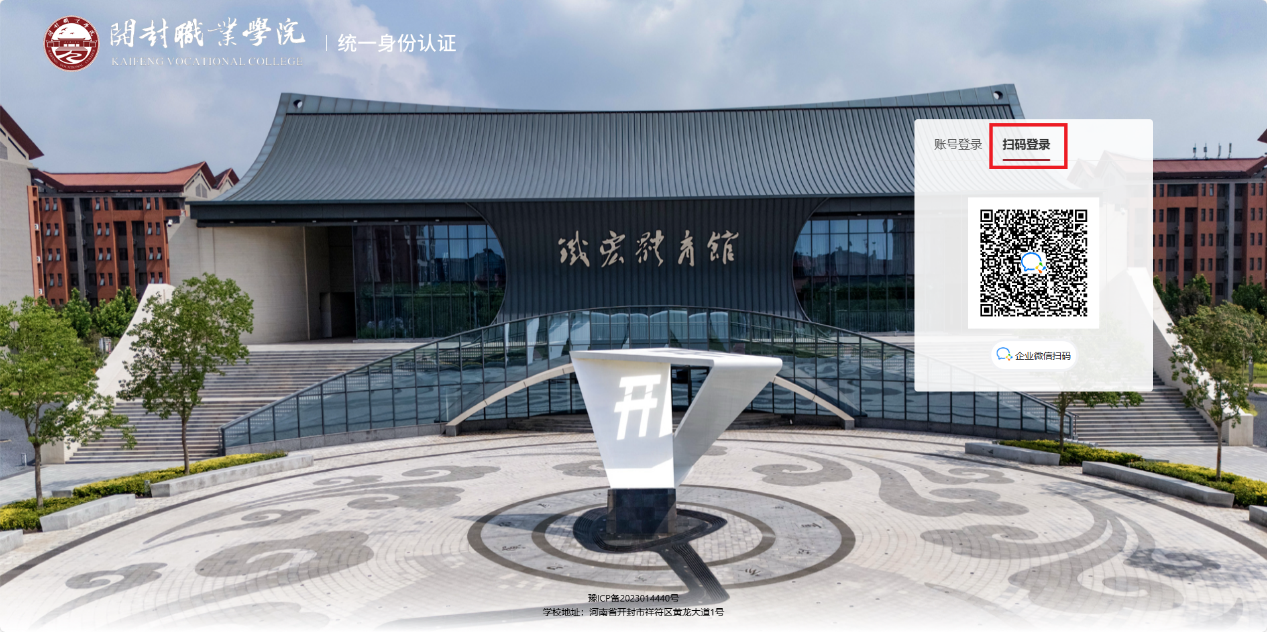 開封職業學院
KAIFENG VOCATIONAL COLLEGE
统一身份认证
账号登录
扫码登录
铁宏體育館
开
企业微信扫码
豫ICP备2023014440号
学校地址：河南省开封市祥符区黄龙大道1号